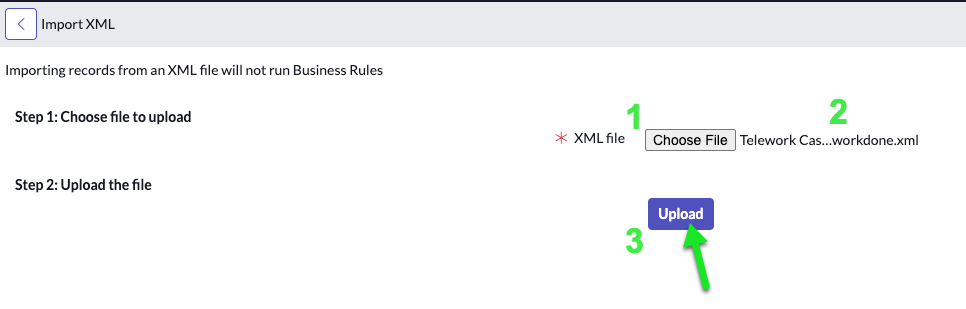 Import XML
Importing records from an XML file will not run Business Rules
Step 1: Choose file to upload
1
2
* XML file Choose File Telework Cas...workdone.xml
Step 2: Upload the file
Upload
3